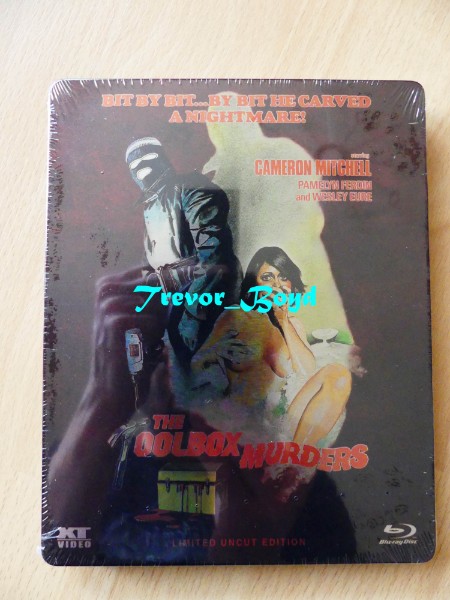 BIT BY BIT...BY BIT HE CARVED
A NIGHTMARE!
starring
CAMERON MITCHELL
PAMELYN FERDIN
and WESLEY EURE
Trevor_Boyd
THE
OOLBOX MURDERS
XT
VIDEO
LIMITED UNCUT EDITION
Blu-ray Disc